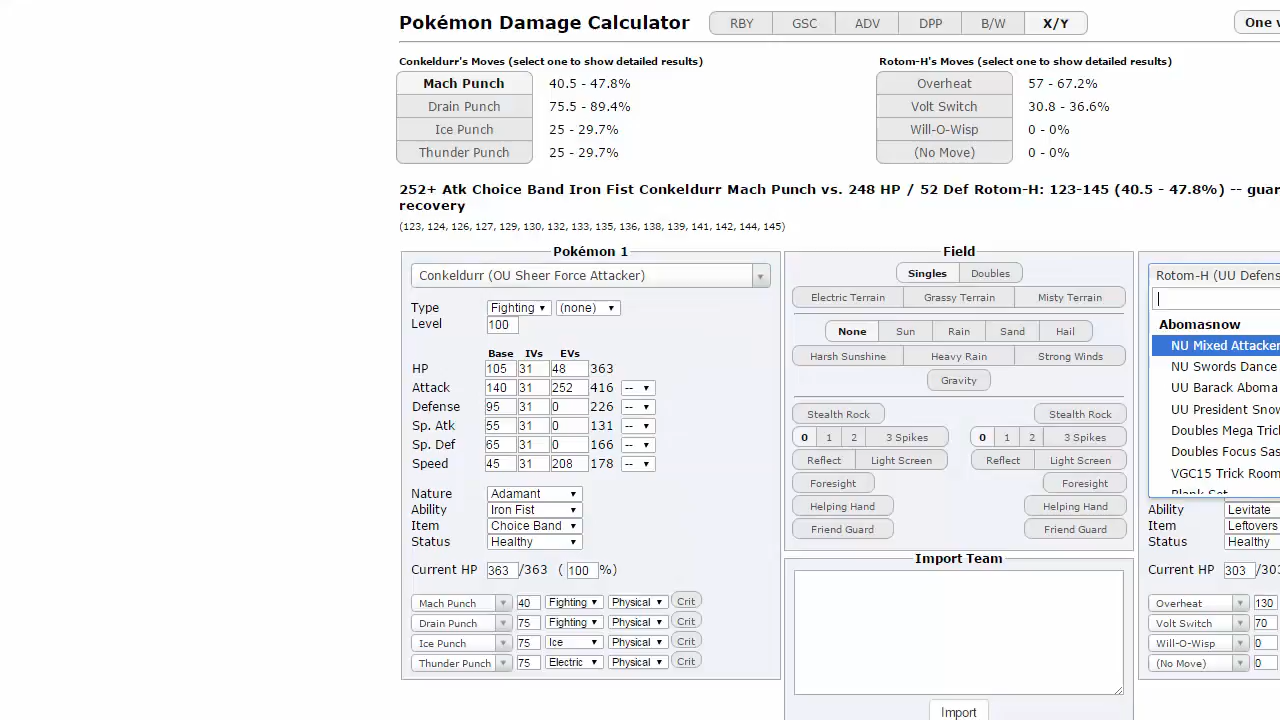 Pokémon Damage Calculator RBY GSC ADV DPP B/W X/Y One v
Conkeldurr's Moves (select one to show detailed results)
Mach Punch 40.5 - 47.8%
Drain Punch 75.5 - 89.4%
Ice Punch 25 - 29.7%
Thunder Punch 25 - 29.7%
Rotom-H's Moves (select one to show detailed results)
Overheat 57 - 67.2%
Volt Switch 30.8 - 36.6%
Will-O-Wisp 0 - 0%
(No Move) 0 - 0%
252+ Atk Choice Band Iron Fist Conkeldurr Mach Punch vs. 248 HP / 52 Def Rotom-H: 123-145 (40.5 - 47.8%) -- guar
recovery
(123, 124, 126, 127, 129, 130, 132, 133, 135, 136, 138, 139, 141, 142, 144, 145)
Pokémon 1
Conkeldurr (OU Sheer Force Attacker)
Type Fighting (none)
Level 100
Base IVs EVs
HP 105 31 48 363
Attack 140 31 252 416 --
Defense 95 31 0 226 --
Sp. Atk 55 31 0 131 --
Sp. Def 65 31 0 166 --
Speed 45 31 208 178 --
Nature Adamant
Ability Iron Fist
Item Choice Band
Status Healthy
Current HP 363 /363 ( 100 %)
Mach Punch 40 Fighting Physical Crit
Drain Punch 75 Fighting Physical Crit
Ice Punch 75 Ice Physical Crit
Thunder Punch 75 Electric Physical Crit
Field
Singles Doubles
Electric Terrain Grassy Terrain Misty Terrain
None Sun Rain Sand Hail
Harsh Sunshine Heavy Rain Strong Winds
Gravity
Stealth Rock Stealth Rock
0 1 2 3 Spikes 0 1 2 3 Spikes
Reflect Light Screen Reflect Light Screen
Foresight Foresight
Helping Hand Helping Hand
Friend Guard Friend Guard
Import Team
Import
Rotom-H (UU Defens
Abomasnow
NU Mixed Attacker
NU Swords Dance
UU Barack Aboma
UU President Snow
Doubles Mega Tric
Doubles Focus Sas
VGC15 Trick Room
Blank Set
Ability Levitate
Item Leftovers
Status Healthy
Current HP 303 /303
Overheat 130
Volt Switch 70
Will-O-Wisp 0
(No Move) 0